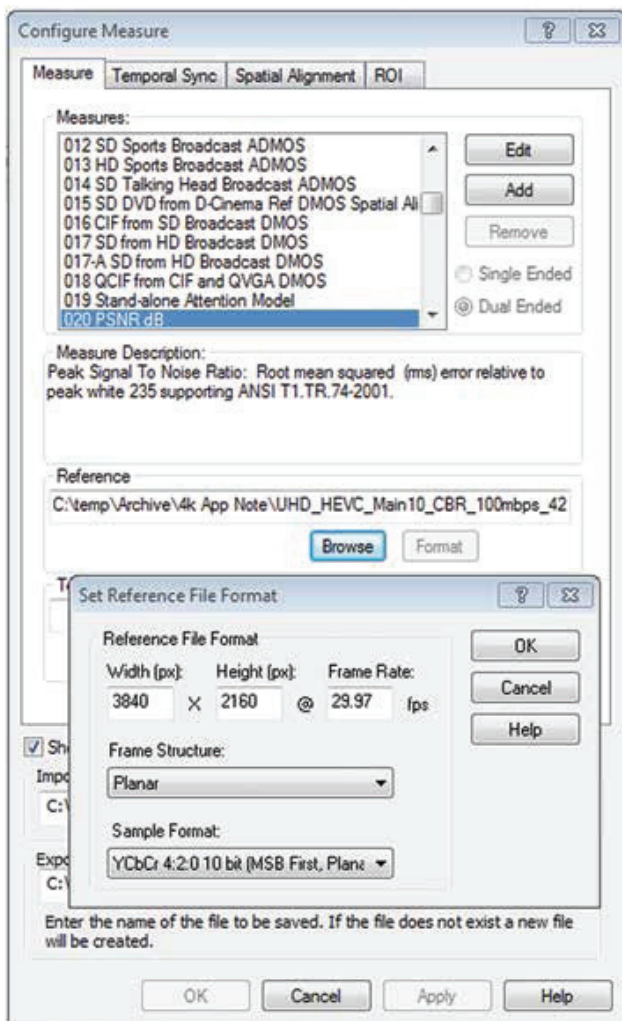 Configure Measure
Measure Temporal Sync Spatial Alignment ROI
Measures:
012 SD Sports Broadcast ADMOS
013 HD Sports Broadcast ADMOS
014 SD Talking Head Broadcast ADMOS
015 SD DVD from D-Cinema Ref DMOS Spatial Ali
016 CIF from SD Broadcast DMOS
017 SD from HD Broadcast DMOS
017-A SD from HD Broadcast DMOS
018 QCIF from CIF and QVGA DMOS
019 Stand-alone Attention Model
020 PSNR dB
Edit
Add
Remove
Single Ended
Dual Ended
Measure Description:
Peak Signal To Noise Ratio: Root mean squared (rms) error relative to
peak white 235 supporting ANSI T1.TR.74-2001.
Reference
C:\temp\Archive\4k App Note\UHD_HEVC_Main10_CBR_100mbps_42
Browse Format
Set Reference File Format
Reference File Format
Width (px): Height (px): Frame Rate:
3840 X 2160 @ 29.97 fps
Frame Structure:
Planar
Sample Format:
YCbCr 4:2:0 10 bit (MSB First, Plana
OK
Cancel
Help
Sh
Impo
C:\
Expo
C:\
Enter the name of the file to be saved. If the file does not exist a new file
will be created.
OK Cancel Apply Help